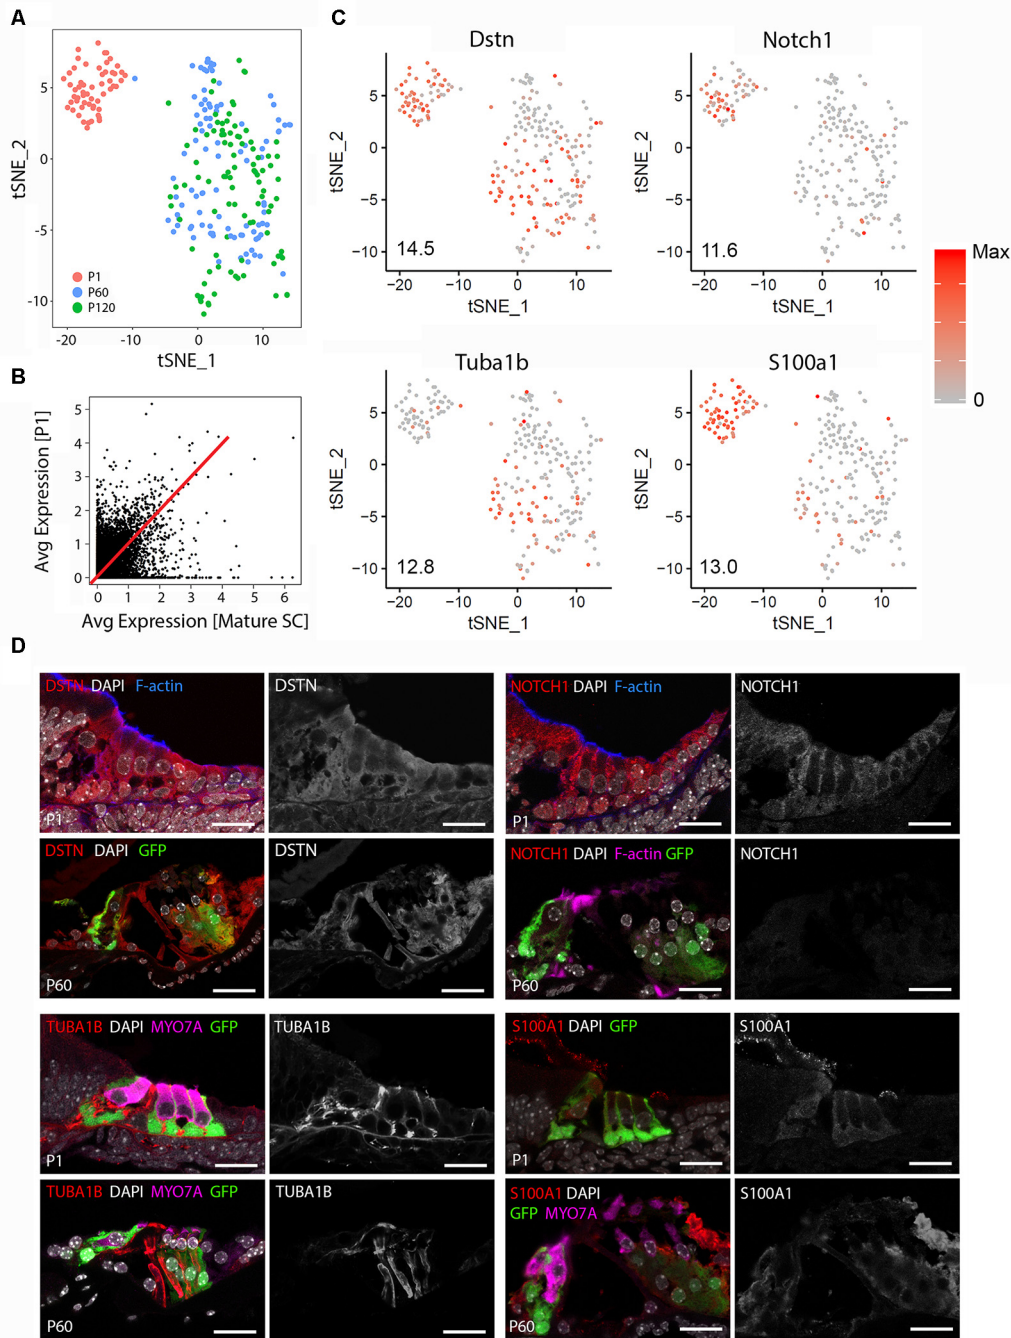 A
tSNE_2
5
0
-5
-10
P1
P60
P120
-20
-10
0
10
tSNE_1
B
Avg Expression [P1]
5
4
3
2
1
0
0
1
2
3
4
5
6
Avg Expression [Mature SC]
C
Dstn
tSNE_2
5
0
−5
−10
14.5
−20
−10
0
10
tSNE_1
Notch1
tSNE_2
5
0
−5
−10
11.6
−20
−10
0
10
tSNE_1
Max
0
Tuba1b
tSNE_2
5
0
−5
−10
12.8
−20
−10
0
10
tSNE_1
S100a1
tSNE_2
5
0
−5
−10
13.0
−20
−10
0
10
tSNE_1
D
DSTN DAPI F-actin
P1
DSTN
NOTCH1 DAPI F-actin
P1
NOTCH1
DSTN DAPI GFP
P60
DSTN
NOTCH1 DAPI F-actin GFP
P60
NOTCH1
TUBA1B DAPI MYO7A GFP
P1
TUBA1B
S100A1 DAPI GFP
P1
S100A1
TUBA1B DAPI MYO7A GFP
P60
TUBA1B
S100A1 DAPI
GFP MYO7A
P60
S100A1